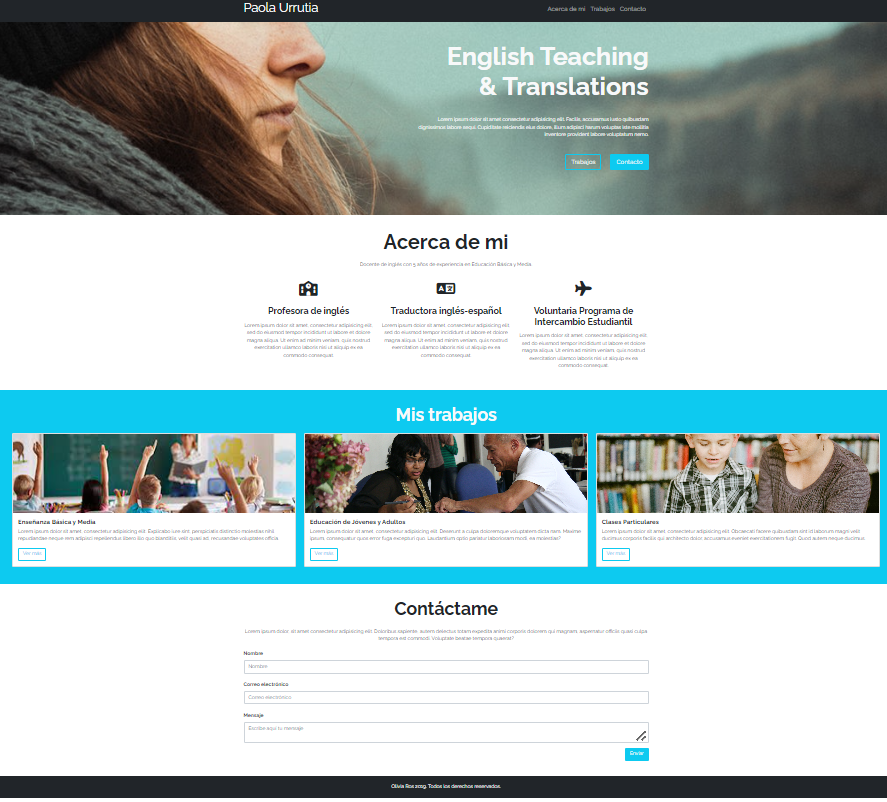 Paola Urrutia
Acerca de mi Trabajos Contacto
English Teaching
& Translations
Lorem ipsum dolor sit amet consectetur adipisicing elit. Facilis, accusamus iusto quibusdam
dignissimos labore sequi. Cupiditate reiciendis eius dolore, illum adipisci harum voluptas iste mollitia
inventore provident labore voluptatum nemo.
Trabajos Contacto
Acerca de mi
Docente de inglés con 5 años de experiencia en Educación Básica y Media
Profesora de inglés
Lorem ipsum dolor sit amet, consectetur adipisicing elit,
sed do eiusmod tempor incididunt ut labore et dolore
magna aliqua. Ut enim ad minim veniam, quis nostrud
exercitation ullamco laboris nisi ut aliquip ex ea
commodo consequat.
Traductora inglés-español
Lorem ipsum dolor sit amet, consectetur adipisicing elit,
sed do eiusmod tempor incididunt ut labore et dolore
magna aliqua. Ut enim ad minim veniam, quis nostrud
exercitation ullamco laboris nisi ut aliquip ex ea
commodo consequat.
Voluntaria Programa de
Intercambio Estudiantil
Lorem ipsum dolor sit amet, consectetur adipisicing elit,
sed do eiusmod tempor incididunt ut labore et dolore
magna aliqua. Ut enim ad minim veniam, quis nostrud
exercitation ullamco laboris nisi ut aliquip ex ea
commodo consequat.
Mis trabajos
Enseñanza Básica y Media
Lorem ipsum dolor sit amet, consectetur adipisicing elit. Explicabo iure sint, perspiciatis distinctio molestias nihil
repudiandae neque rem adipisci repellendus libero illo quo blanditiis, velit quasi ad, recusandae voluptates officia.
Ver más
Educación de Jóvenes y Adultos
Lorem ipsum dolor sit amet, consectetur adipisicing elit. Deserunt a culpa doloremque voluptatem dicta nam. Maxime
ipsum, consequatur quos error fuga excepturi quo. Laudantium optio pariatur laboriosam modi, ea molestias?
Ver más
Clases Particulares
Lorem ipsum dolor sit amet, consectetur adipisicing elit. Obcaecati facere quibusdam sint id laborum magni velit
ducimus corporis facilis qui architecto dolor, accusamus eveniet exercitationem fugit. Quod autem neque ducimus.
Ver más
Contáctame
Lorem ipsum dolor sit amet consectetur adipisicing elit. Doloribus sapiente, autem delectus totam expedita animi corporis dolorem qui magnam, aspernatur officiis quasi culpa
tempora est commodi. Voluptate beatae tempora quaerat?
Nombre
Nombre
Correo electrónico
Correo electrónico
Mensaje
Escribe aquí tu mensaje
Enviar
Olivia Ros 2019. Todos los derechos reservados.